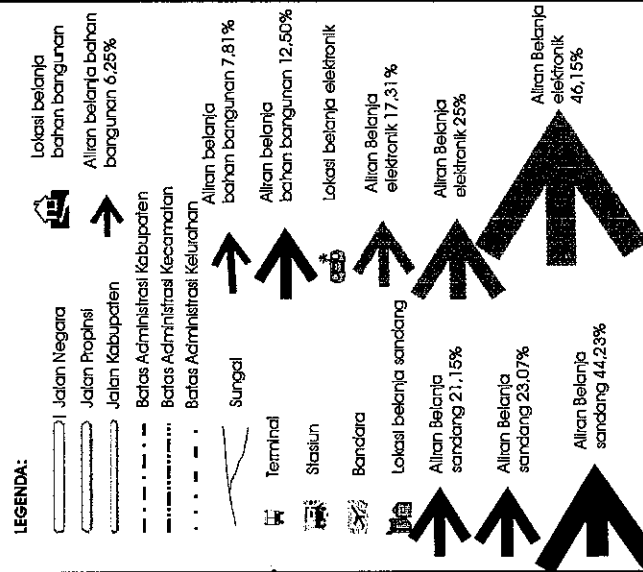 LEGENDA:
Jalan Negara
Jalan Propinsi
Jalan Kabupaten
Batas Administrasi Kabupaten
Batas Administrasi Kecamatan
Batas Administrasi Kelurahan
Sungai
Terminal
Stasiun
Bandara
Lokasi belanja sandang
Aliran Belanja
sandang 21,15%
Aliran Belanja
sandang 23,07%
Aliran Belanja
sandang 44,23%
Lokasi belanja
bahan bangunan
Aliran belanja bahan
bangunan 6,25%
Aliran belanja
bahan bangunan 7,81%
Aliran belanja
bahan bangunan 12,50%
Lokasi belanja elektronik
Aliran Belanja
elektronik 17,31%
Aliran Belanja
elektronik 25%
Aliran Belanja
elektronik
46,15%